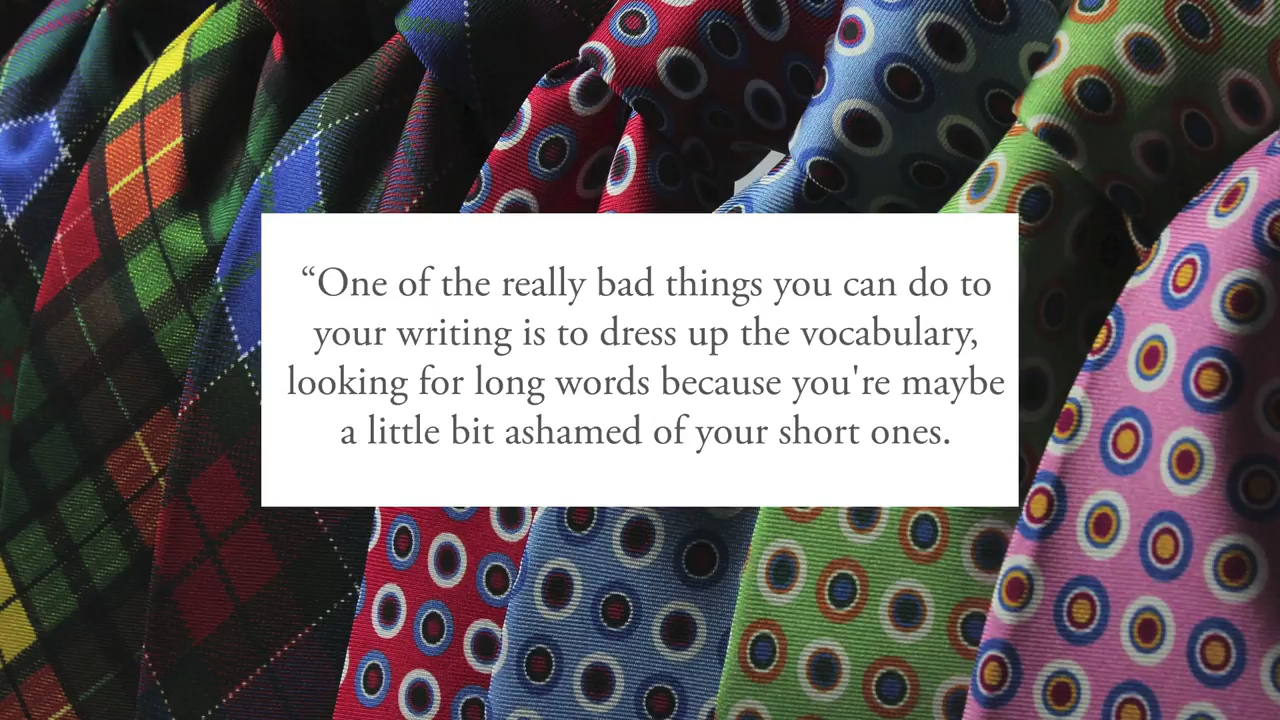 “One of the really bad things you can do to
your writing is to dress up the vocabulary,
looking for long words because you're maybe
a little bit ashamed of your short ones.